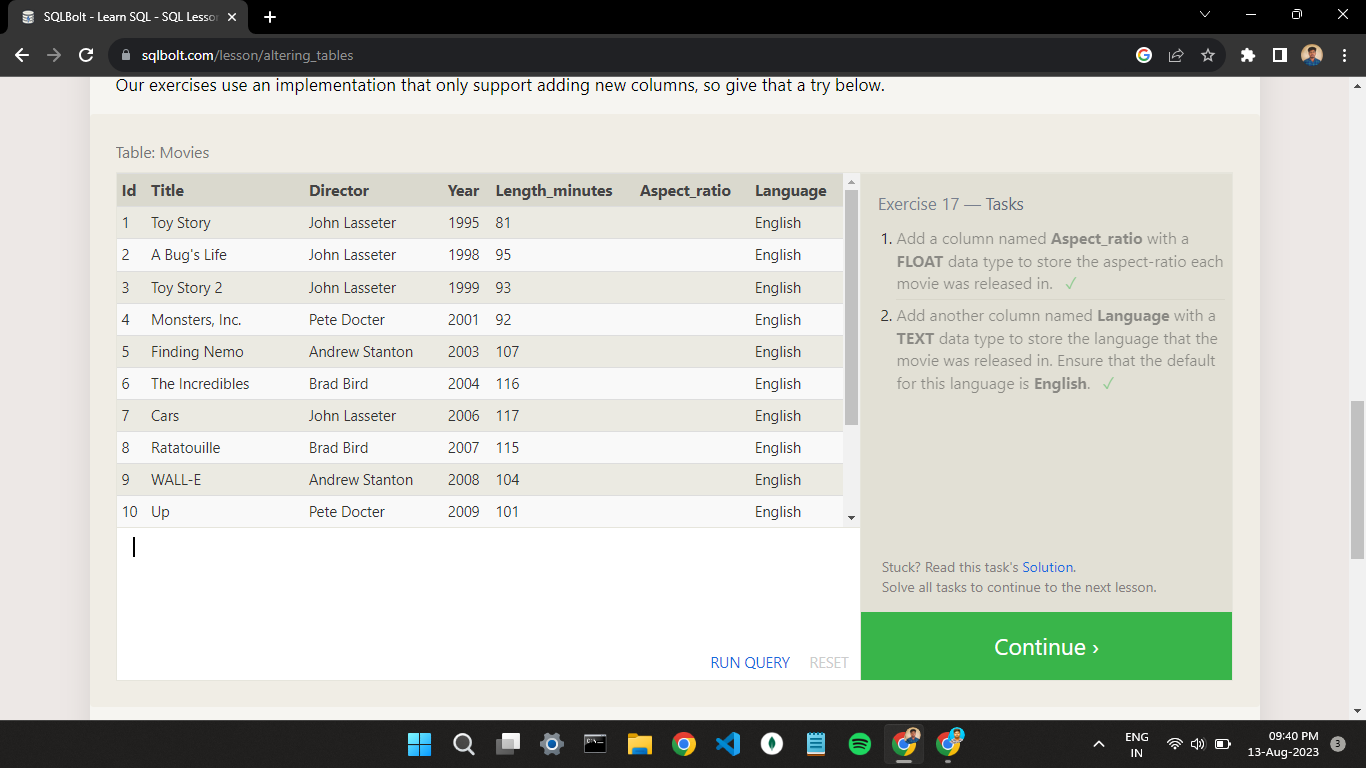 SQLBolt - Learn SQL - SQL Lesson
sqlbolt.com/lesson/altering_tables
Our exercises use an implementation that only support adding new columns, so give that a try below.
Table: Movies
Id Title Director Year Length_minutes Aspect_ratio Language
1 Toy Story John Lasseter 1995 81 English
2 A Bug's Life John Lasseter 1998 95 English
3 Toy Story 2 John Lasseter 1999 93 English
4 Monsters, Inc. Pete Docter 2001 92 English
5 Finding Nemo Andrew Stanton 2003 107 English
6 The Incredibles Brad Bird 2004 116 English
7 Cars John Lasseter 2006 117 English
8 Ratatouille Brad Bird 2007 115 English
9 WALL-E Andrew Stanton 2008 104 English
10 Up Pete Docter 2009 101 English
RUN QUERY RESET
Exercise 17 — Tasks
1. Add a column named Aspect_ratio with a
FLOAT data type to store the aspect-ratio each
movie was released in. ✓
2. Add another column named Language with a
TEXT data type to store the language that the
movie was released in. Ensure that the default
for this language is English. ✓
Stuck? Read this task's Solution.
Solve all tasks to continue to the next lesson.
Continue ›
ENG
IN
09:40 PM
13-Aug-2023
3